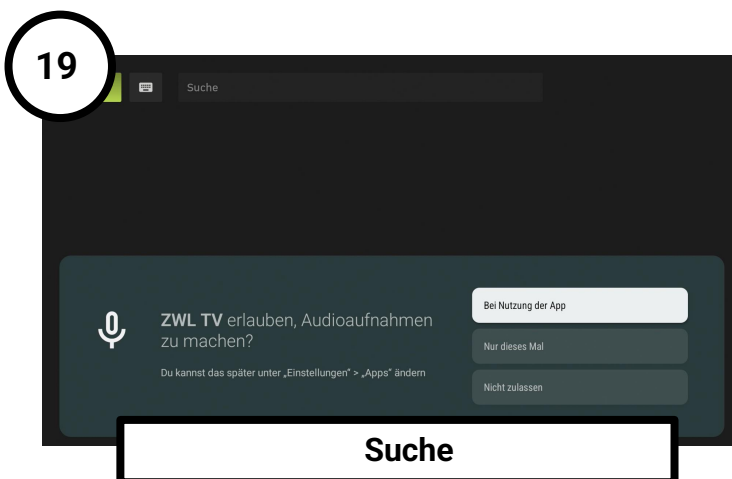 19
Suche
ZWL TV erlauben, Audioaufnahmen
zu machen?
Du kannst das später unter „Einstellungen“ > „Apps“ ändern
Bei Nutzung der App
Nur dieses Mal
Nicht zulassen
Suche